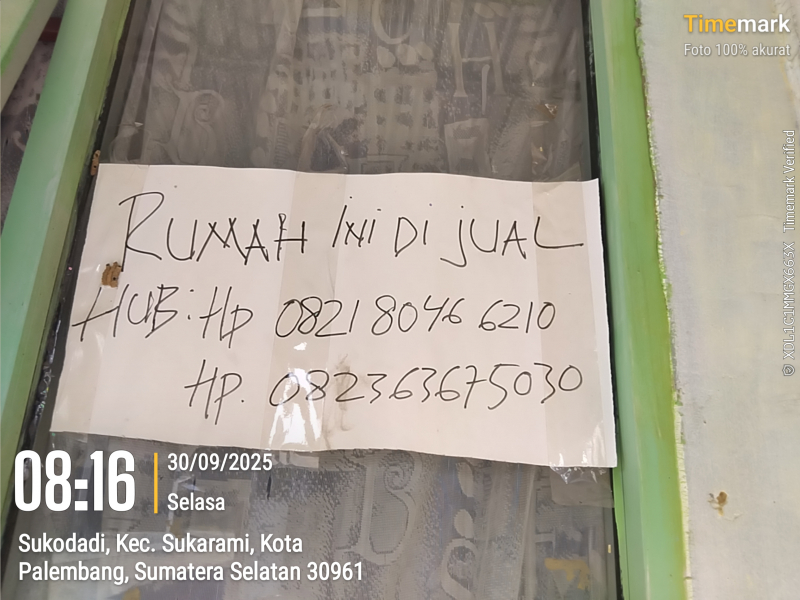 Timemark
Foto 100% akurat
RUMAH INI DI JUAL
HUB: Hp 0821 8046 6210
Hp. 082363675030
08:16
30/09/2025
Selasa
Sukodadi, Kec. Sukarami, Kota
Palembang, Sumatera Selatan 30961
© XDL1C1MMGX663X Timemark Verified